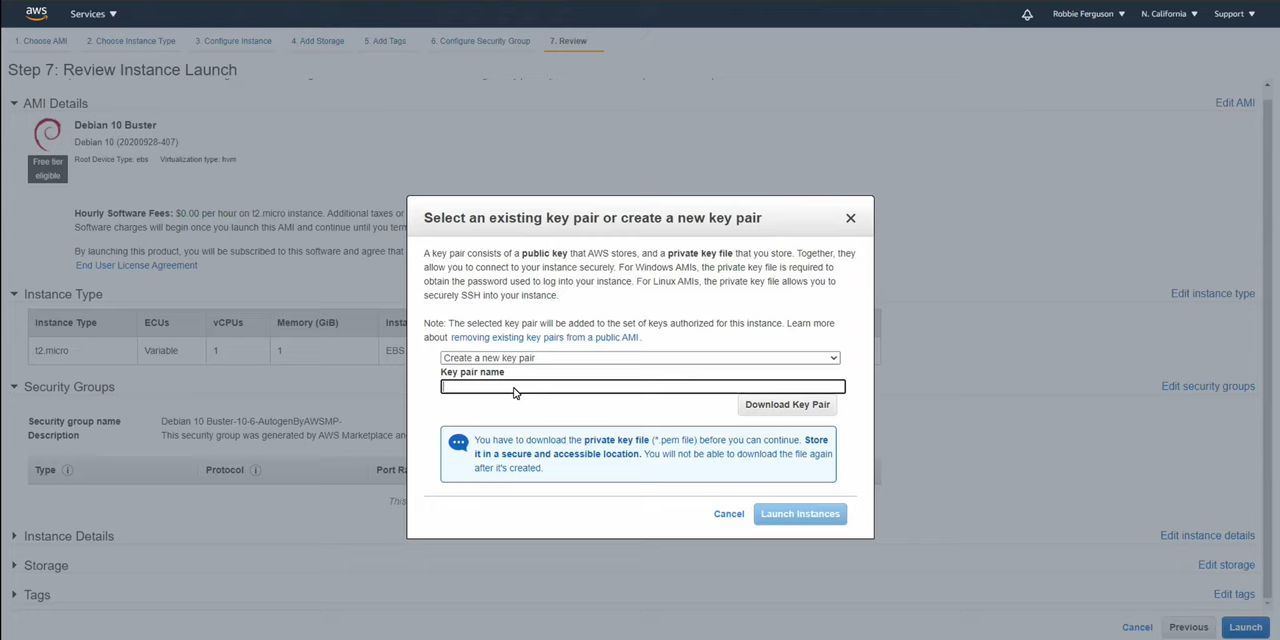 aws
Services
Robbie Ferguson
N. California
Support
1. Choose AMI
2. Choose Instance Type
3. Configure Instance
4. Add Storage
5. Add Tags
6. Configure Security Group
7. Review
Step 7: Review Instance Launch
AMI Details
Edit AMI
Debian 10 Buster
Debian 10 (20200928-407)
Free tier
eligible
Root Device Type: ebs Virtualization type: hvm
Hourly Software Fees: $0.00 per hour on t2.micro instance. Additional taxes or
Software charges will begin once you launch this AMI and continue until you
By launching this product, you will be subscribed to this software and agree that
End User License Agreement
Instance Type
Edit instance type
Instance Type
ECUs
vCPUs
Memory (GiB)
t2.micro
Variable
1
1
EBS
Security Groups
Edit security groups
Security group name
Debian 10 Buster-10-6-AutogenByAWSMP-
Description
This security group was generated by AWS Marketplace
Type
Protocol
Port
This
Instance Details
Edit instance details
Storage
Edit storage
Tags
Edit tags
Cancel
Previous
Launch
Select an existing key pair or create a new key pair
A key pair consists of a public key that AWS stores, and a private key file that you store. Together, they
allow you to connect to your instance securely. For Windows AMIs, the private key file is required to
obtain the password used to log into your instance. For Linux AMIs, the private key file allows you to
securely SSH into your instance.
Note: The selected key pair will be added to the set of keys authorized for this instance. Learn more
about removing existing key pairs from a public AMI.
Create a new key pair
Key pair name
Download Key Pair
You have to download the private key file (*.pem file) before you can continue. Store
it in a secure and accessible location. You will not be able to download the file again
after it's created.
Cancel
Launch Instances